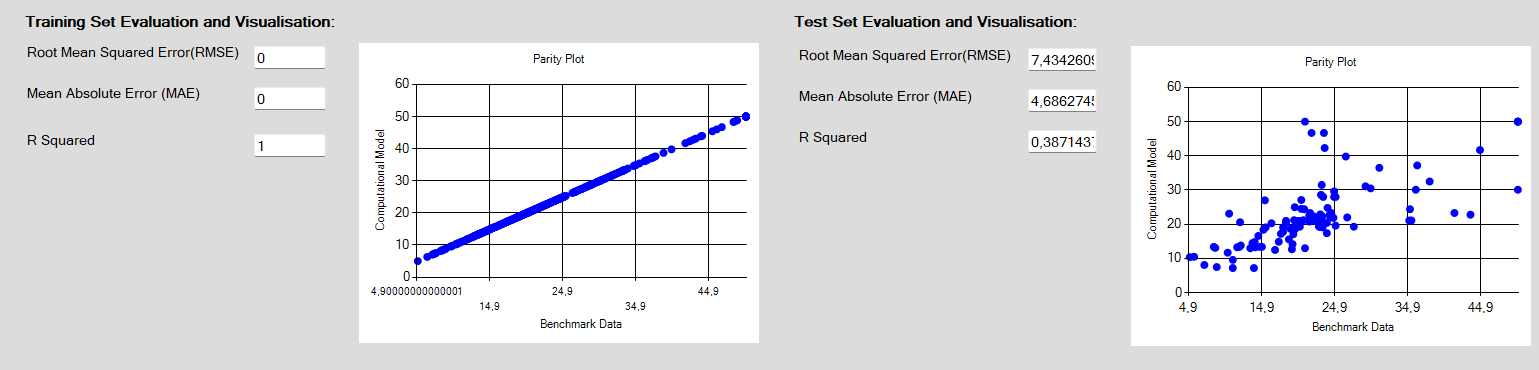 Training Set Evaluation and Visualisation:
Root Mean Squared Error(RMSE)
0
Mean Absolute Error (MAE)
0
R Squared
1
Parity Plot
Computational Model
60
50
40
30
20
10
0
4,90000000000001
14,9
24,9
34,9
44,9
Benchmark Data
Test Set Evaluation and Visualisation:
Root Mean Squared Error(RMSE)
7,434260
Mean Absolute Error (MAE)
4,686274
R Squared
0,387143
Parity Plot
Computational Model
60
50
40
30
20
10
0
4,9
14,9
24,9
34,9
44,9
Benchmark Data